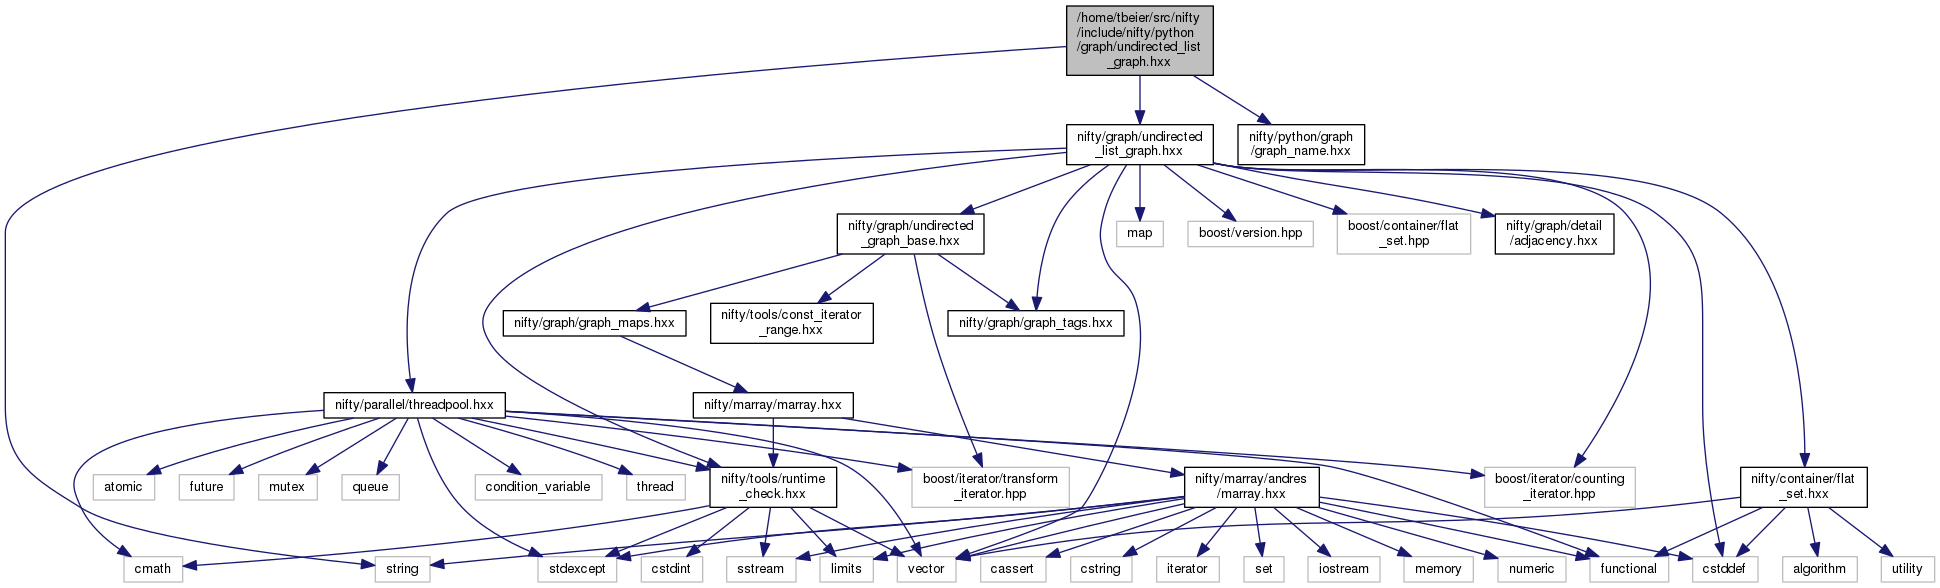 /home/tbeier/src/nifty
/include/nifty/python
/graph/undirected_list
_graph.hxx
nifty/graph/undirected
_list_graph.hxx
nifty/python/graph
/graph_name.hxx
nifty/graph/undirected
_graph_base.hxx
map
boost/version.hpp
boost/container/flat
_set.hpp
nifty/graph/detail
/adjacency.hxx
nifty/graph/graph_maps.hxx
nifty/tools/const_iterator
_range.hxx
nifty/graph/graph_tags.hxx
nifty/parallel/threadpool.hxx
nifty/marray/marray.hxx
atomic
future
mutex
queue
condition_variable
thread
nifty/tools/runtime
_check.hxx
boost/iterator/transform
_iterator.hpp
nifty/marray/andres
/marray.hxx
boost/iterator/counting
_iterator.hpp
nifty/container/flat
_set.hxx
cmath
string
stdexcept
cstdint
sstream
limits
vector
cassert
cstring
iterator
set
iostream
memory
numeric
functional
cstddef
algorithm
utility